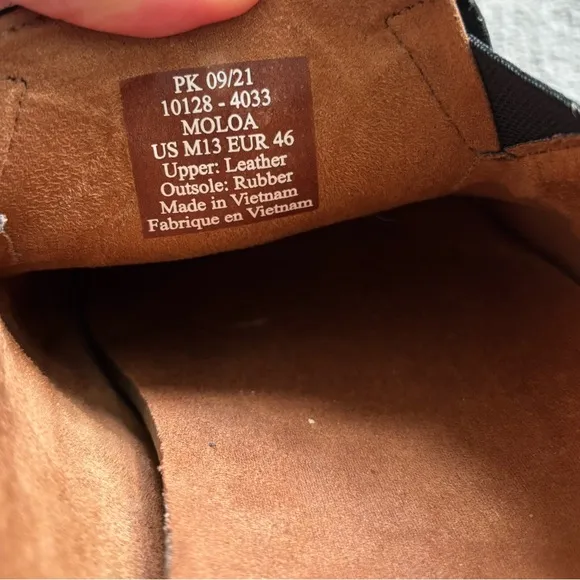 PK 09/21
10128 - 4033
MOLOA
US M13 EUR 46
Upper: Leather
Outsole: Rubber
Made in Vietnam
Fabrique en Vietnam